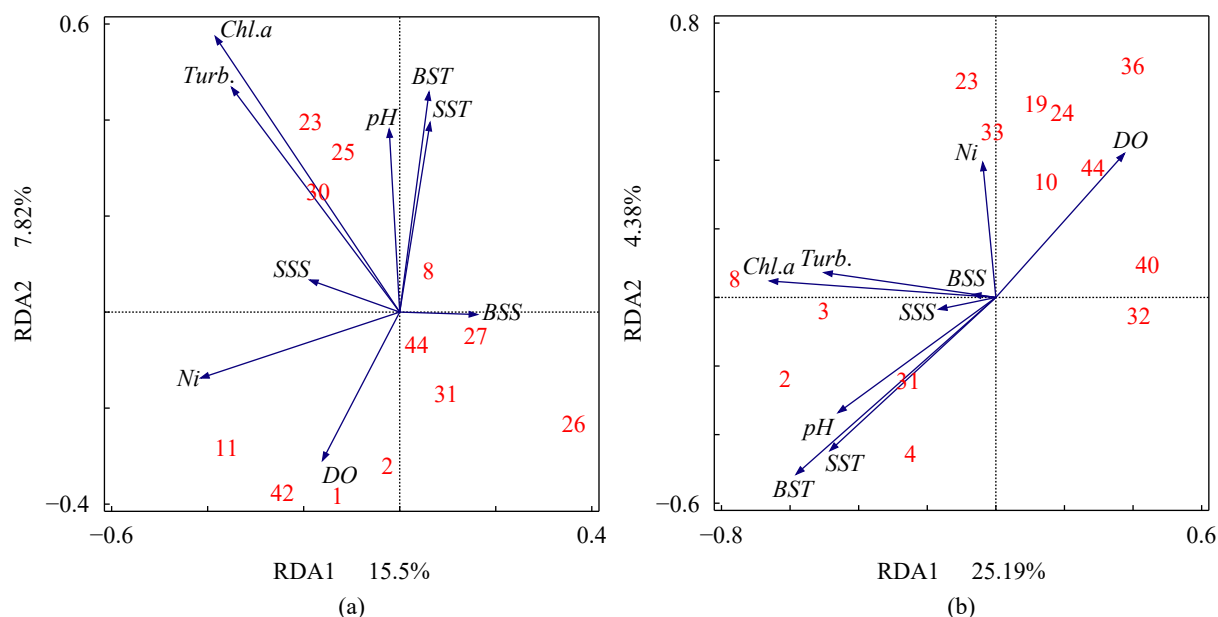 0.6
Chl.a
Turb.
BST
SST
pH
23
25
30
SSS
8
BSS
27
44
Ni
31
26
11
DO
2
42
1
RDA2 7.82%
−0.4
−0.6
0.4
RDA1 15.5%
(a)
0.8
36
23
19
24
33
DO
Ni
44
10
40
Turb.
BSS
Chl.a
8
SSS
3
32
2
31
pH
SST
4
BST
RDA2 4.38%
−0.6
−0.8
0.6
RDA1 25.19%
(b)